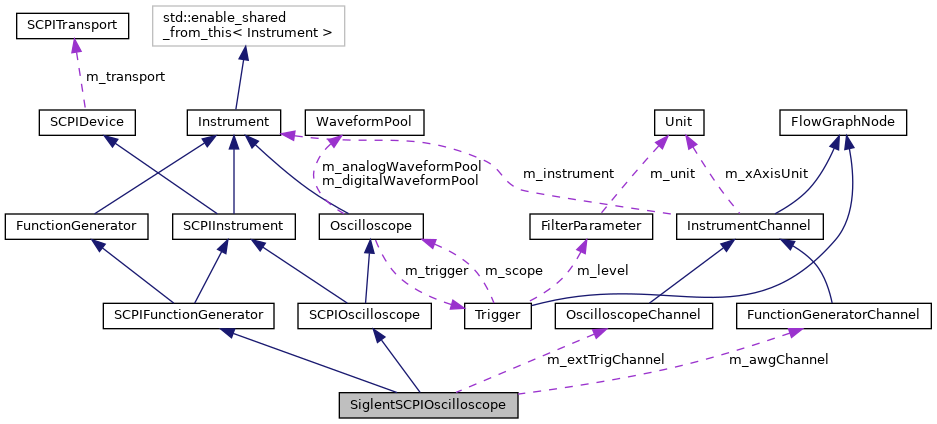 SCPITransport
std::enable_shared
_from_this< Instrument >
m_transport
SCPIDevice
Instrument
WaveformPool
Unit
FlowGraphNode
m_analogWaveformPool
m_digitalWaveformPool
m_instrument
m_unit
m_xAxisUnit
FunctionGenerator
SCPIInstrument
Oscilloscope
FilterParameter
InstrumentChannel
m_trigger
m_scope
m_level
SCPIFunctionGenerator
SCPIOscilloscope
Trigger
OscilloscopeChannel
FunctionGeneratorChannel
m_extTrigChannel
m_awgChannel
SiglentSCPIOscilloscope